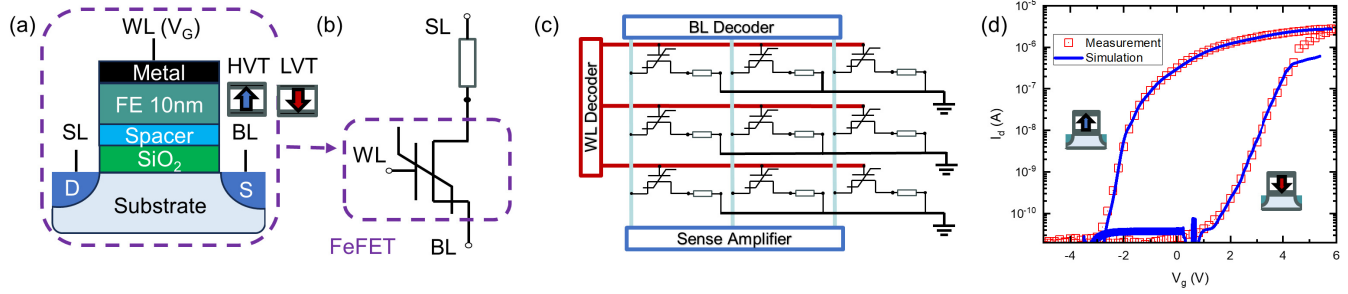 (a)
WL (V_G)
Metal
FE 10nm
Spacer
SiO₂
HVT
LVT
SL
BL
D
S
Substrate
(b)
SL
WL
BL
FeFET
(c)
BL Decoder
WL Decoder
Sense Amplifier
(d)
Measurement
Simulation
I_d (A)
10⁻⁵
10⁻⁶
10⁻⁷
10⁻⁸
10⁻⁹
10⁻¹⁰
-4 -2 0 2 4 6
V_g (V)